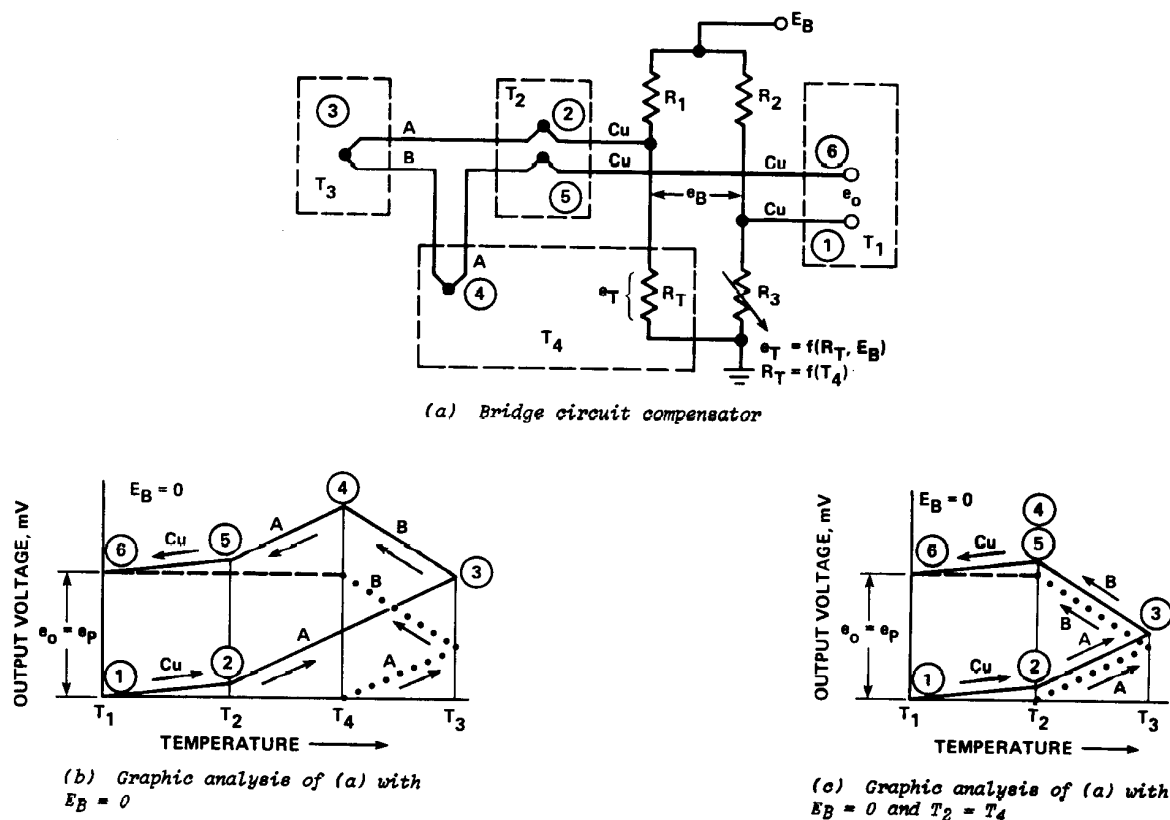 E_B
R_1
R_2
T_2
3
2
A
Cu
6
B
Cu
Cu
e_o
T_3
5
e_B
Cu
1
T_1
A
4
e_T
R_T
R_3
T_4
e_T = f(R_T, E_B)
R_T = f(T_4)
(a) Bridge circuit compensator
OUTPUT VOLTAGE, mV
E_B = 0
4
A
B
5
Cu
6
3
B
e_o = e_P
A
2
A
1
Cu
T_1
T_2
T_4
T_3
TEMPERATURE
(b) Graphic analysis of (a) with
E_B = 0
OUTPUT VOLTAGE, mV
E_B = 0
4
5
Cu
6
B
3
B
e_o = e_P
A
2
1
Cu
A
T_1
T_2
T_3
TEMPERATURE
(c) Graphic analysis of (a) with
E_B = 0 and T_2 = T_4